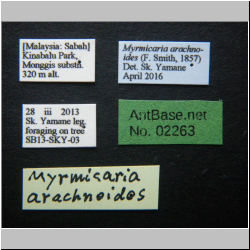 [Malaysia: Sabah]
Kinabalu Park,
Monggis substn.
320 m alt.
Myrmicaria arachno-
ides (F. Smith, 1857)
Det. Sk. Yamane
April 2016
28 iii 2013
Sk. Yamane leg.
foraging on tree
SB13-SKY-03
AntBase.net
No. 02263
Myrmicaria
arachnoides